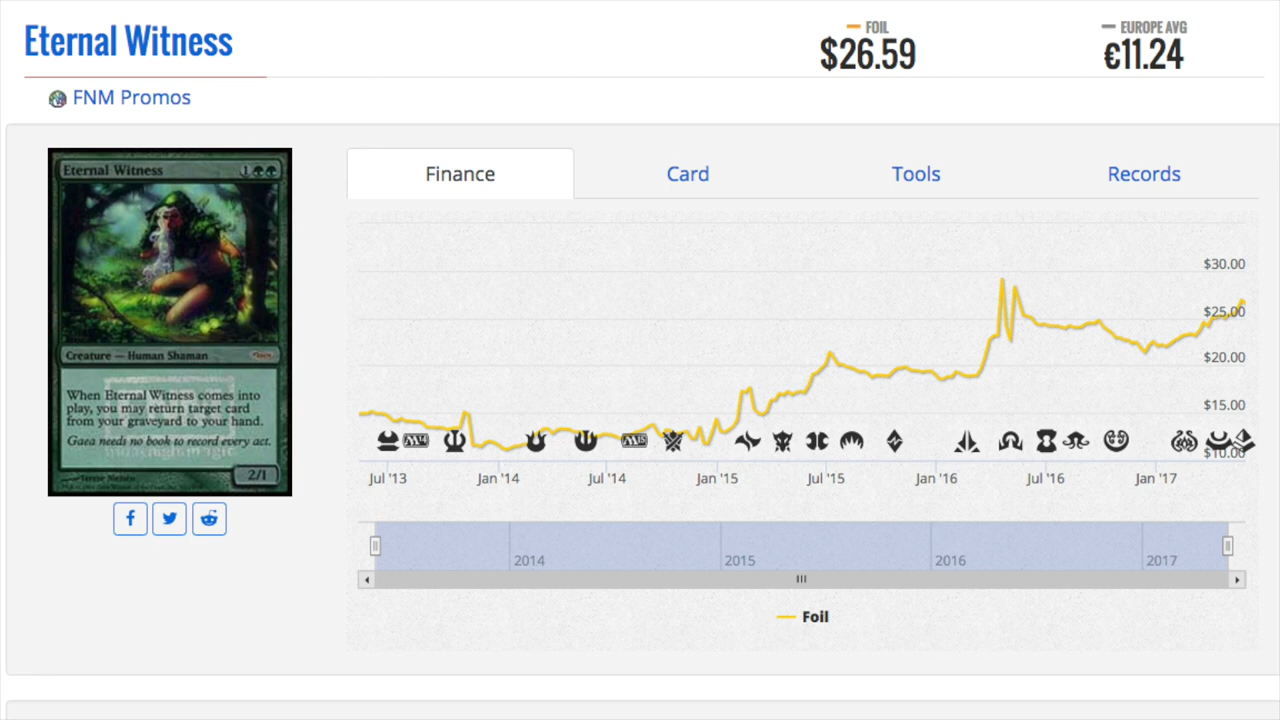 Eternal Witness
FOIL
$26.59
EUROPE AVG
€11.24
FNM Promos
Eternal Witness
1
Creature — Human Shaman
When Eternal Witness comes into
play, you may return target card
from your graveyard to your hand.
Gaea needs no book to record every act.
2/1
Finance
Card
Tools
Records
$30.00
$25.00
$20.00
$15.00
$10.00
M14
M15
Jul '13
Jan '14
Jul '14
Jan '15
Jul '15
Jan '16
Jul '16
Jan '17
2014
2015
2016
2017
Foil